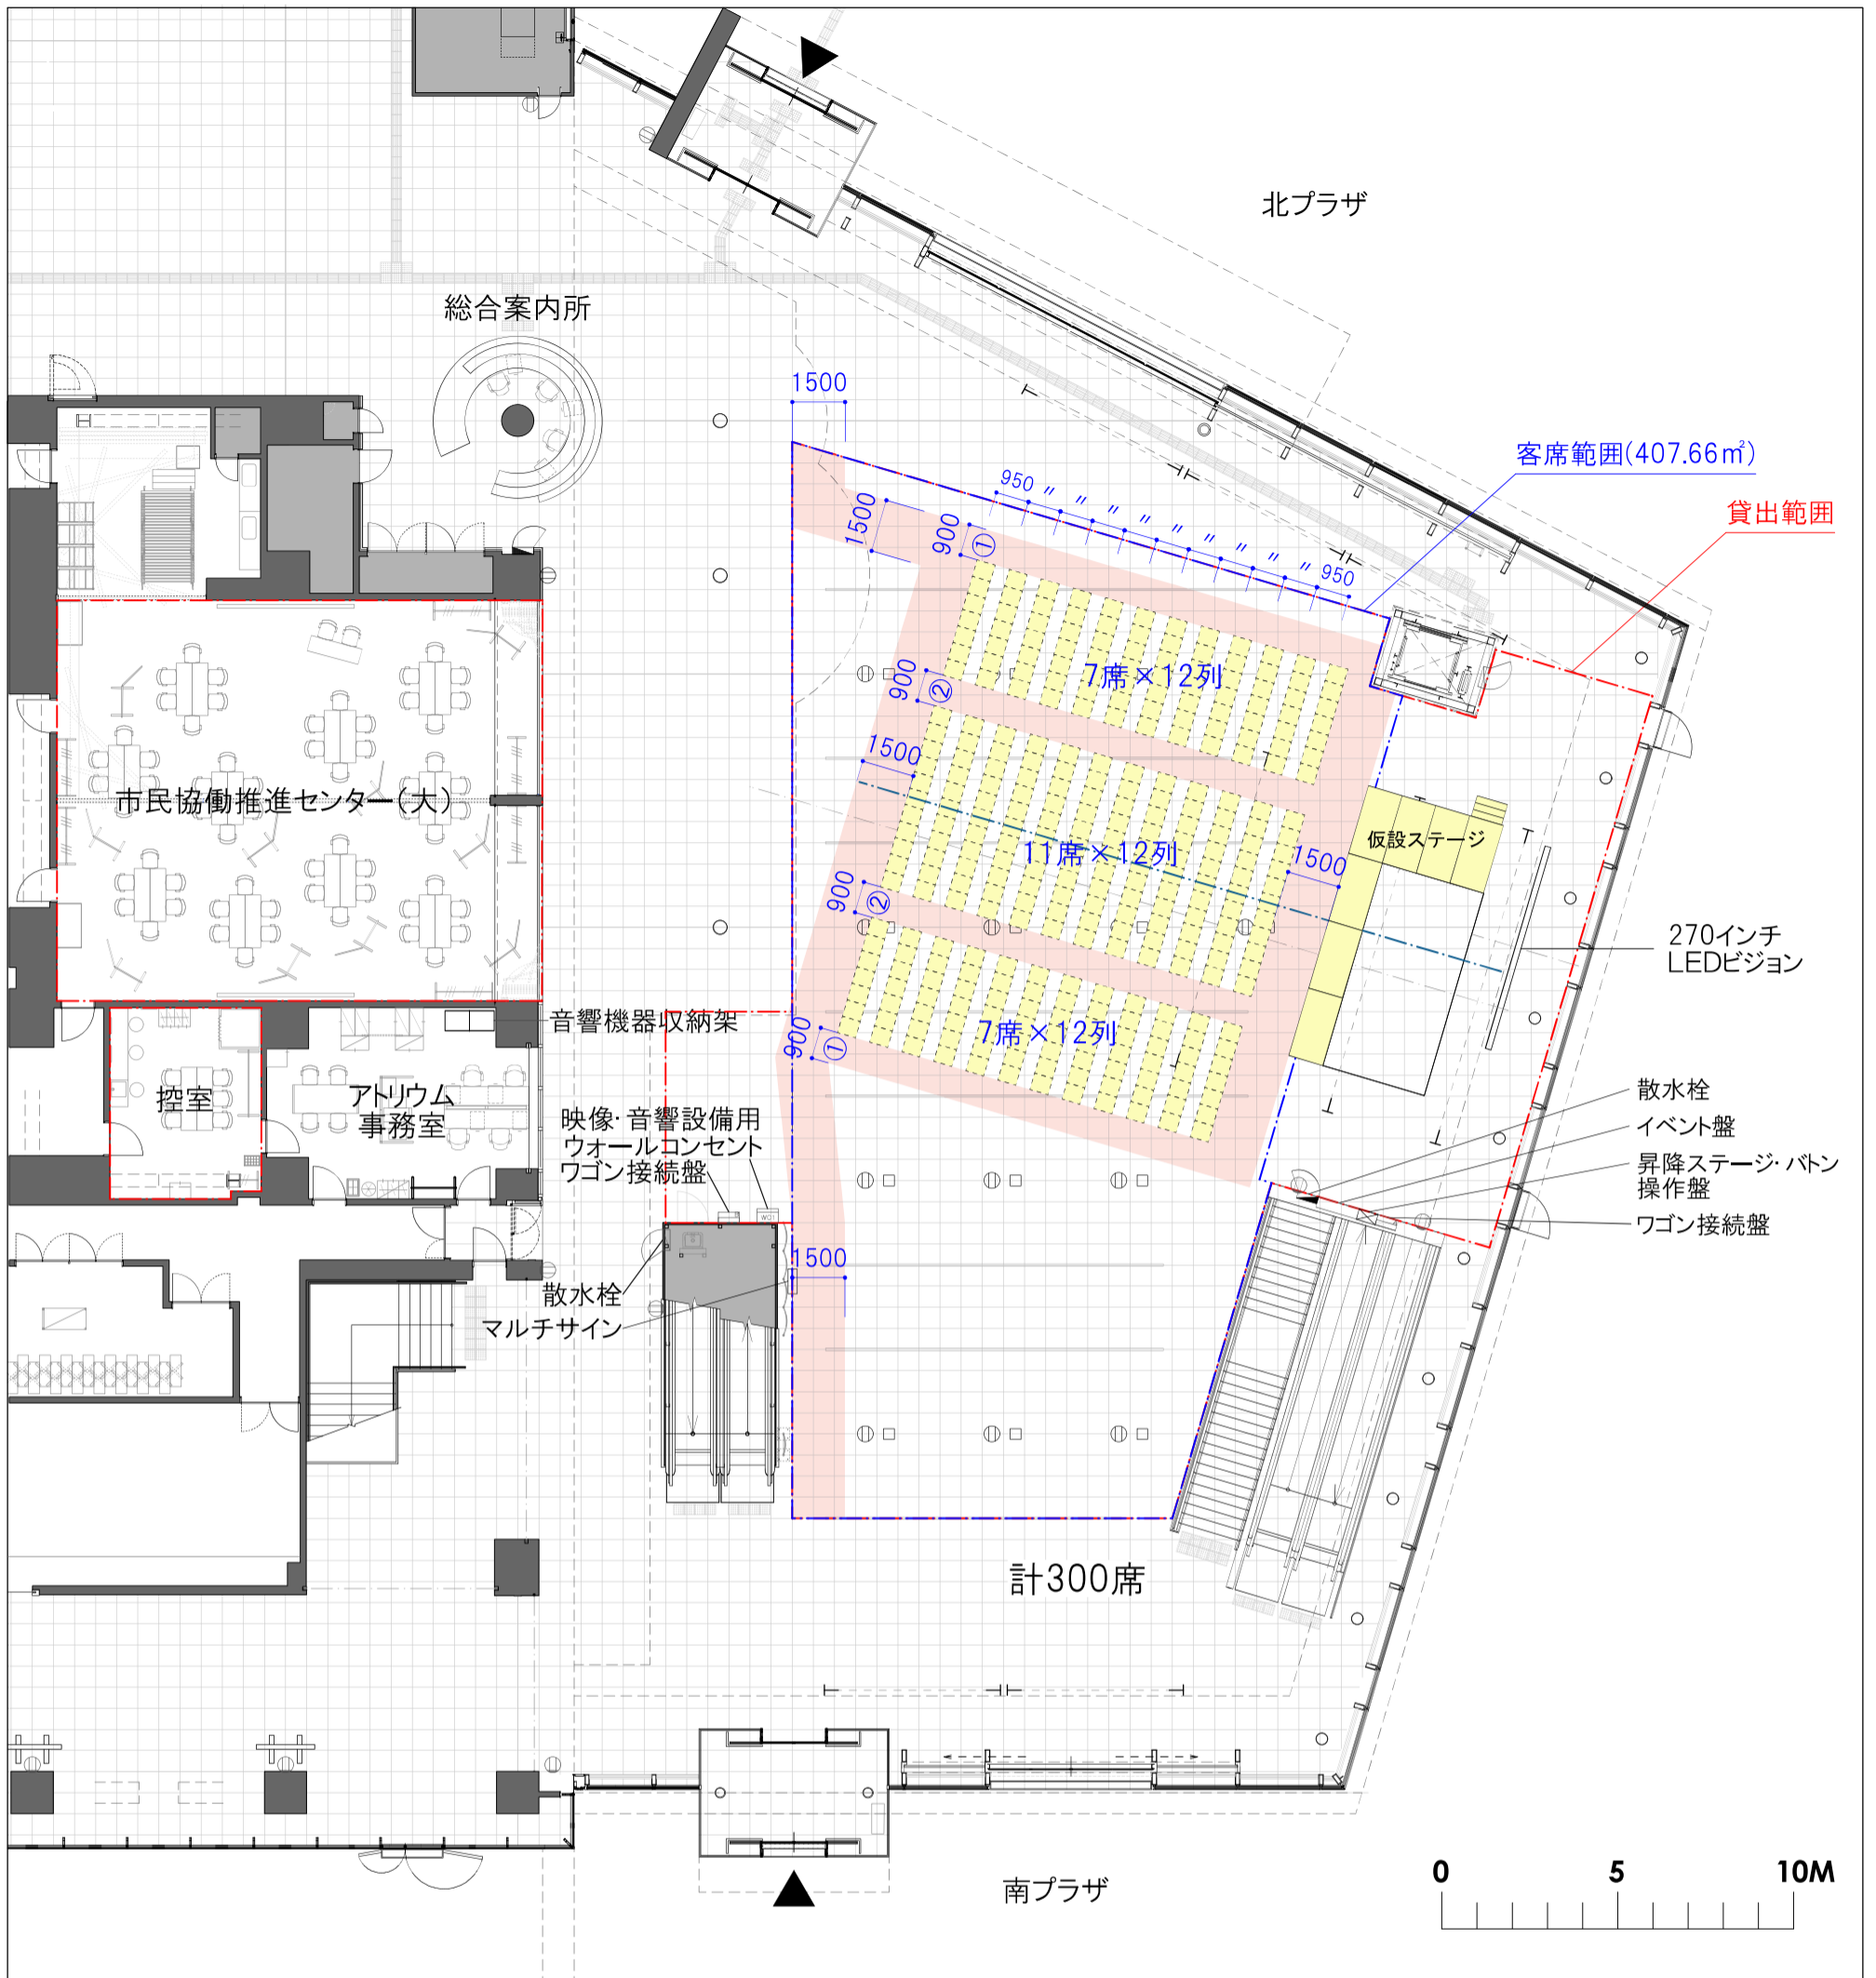 北プラザ
総合案内所
1500
客席範囲(407.66㎡)
貸出範囲
950 〃 〃 〃 〃 〃 〃 〃 〃 〃 950
1500
900
①
7席×12列
900
②
1500
市民協働推進センター(大)
仮設ステージ
11席×12列
1500
900
②
270インチ
LEDビジョン
音響機器収納架
7席×12列
900
①
控室
アトリウム
事務室
映像・音響設備用
ウォールコンセント
ワゴン接続盤
散水栓
イベント盤
昇降ステージ・バトン
操作盤
ワゴン接続盤
1500
散水栓
マルチサイン
計300席
南プラザ
0 5 10M